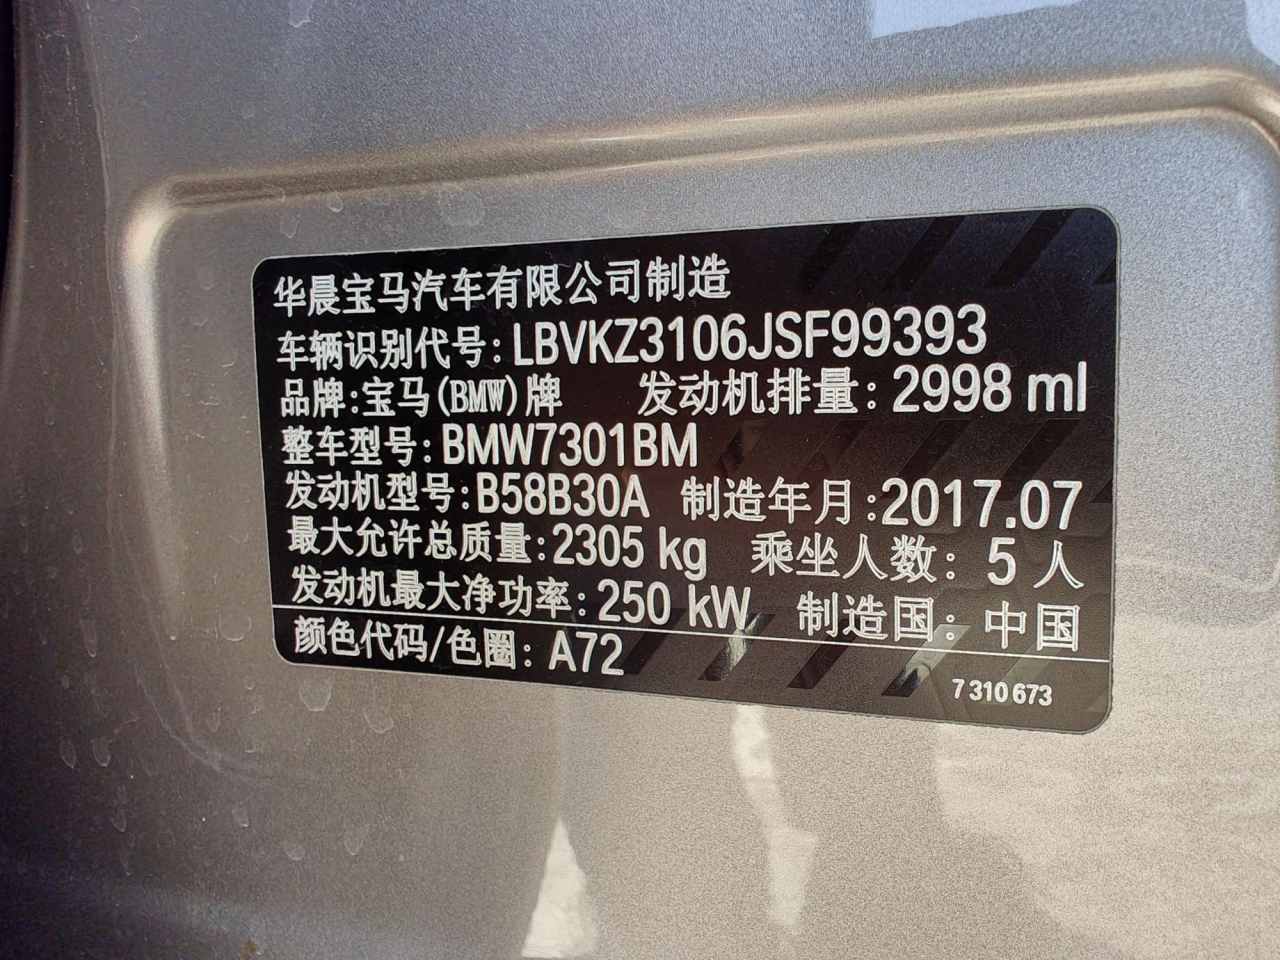 华晨宝马汽车有限公司制造
车辆识别代号: LBVKZ3106JSF99393
品牌:宝马(BMW)牌 发动机排量: 2998 ml
整车型号: BMW7301BM
发动机型号: B58B30A 制造年月:2017.07
最大允许总质量: 2305 kg 乘坐人数: 5 人
发动机最大净功率: 250 kW 制造国: 中国
颜色代码/色圈: A72
7 310 673